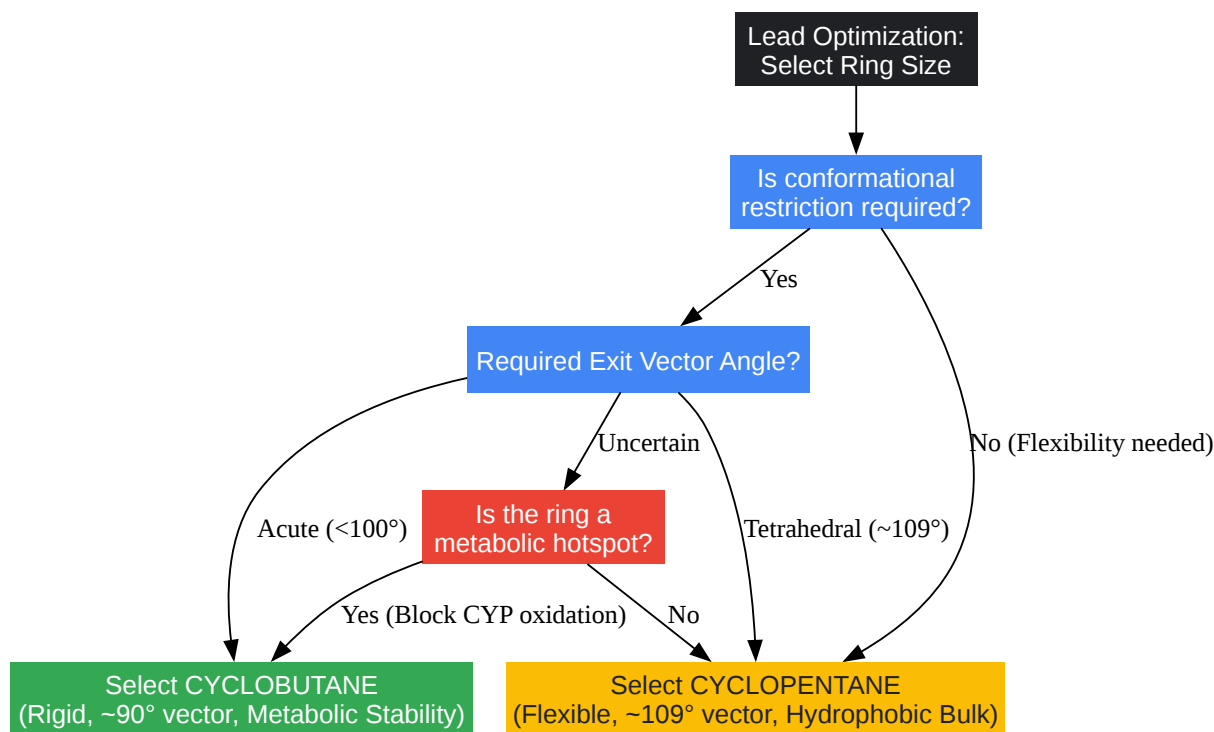 Lead Optimization:
Select Ring Size
Is conformational
restriction required?
Yes
Required Exit Vector Angle?
No (Flexibility needed)
Uncertain
Is the ring a
metabolic hotspot?
Acute (<100°)
Tetrahedral (~109°)
Yes (Block CYP oxidation)
No
Select CYCLOBUTANE
(Rigid, ~90° vector, Metabolic Stability)
Select CYCLOPENTANE
(Flexible, ~109° vector, Hydrophobic Bulk)